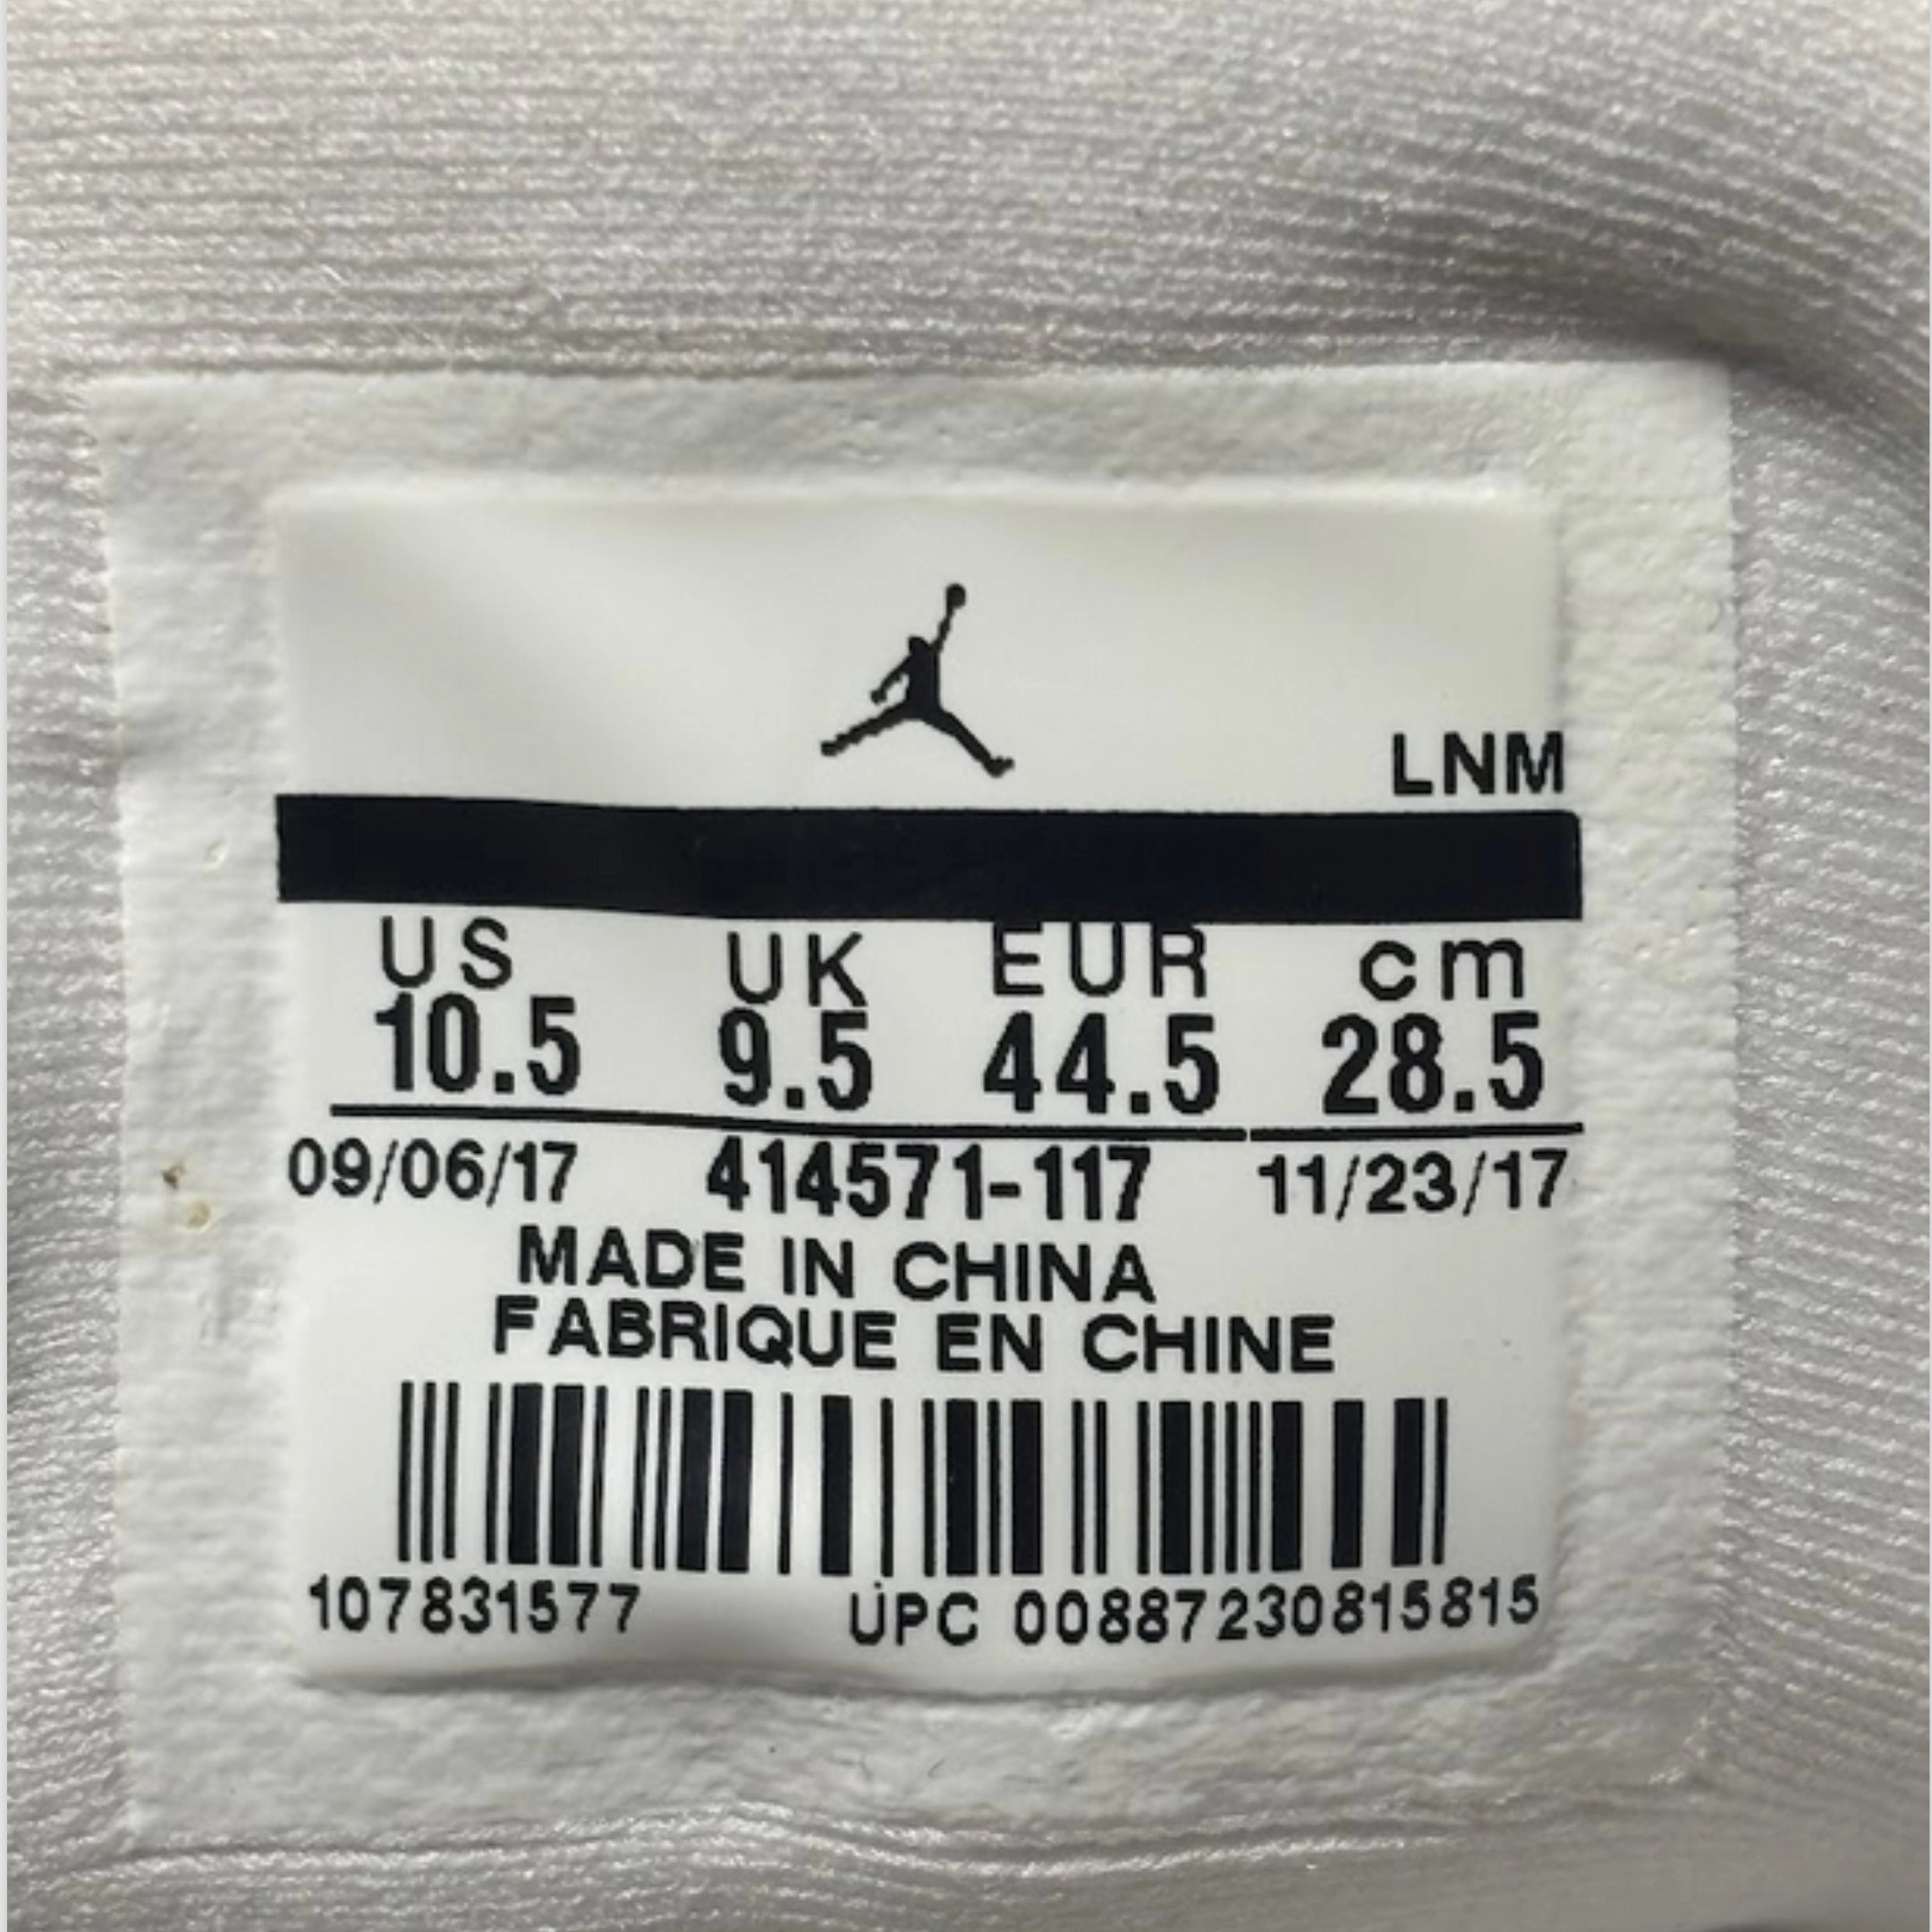 LNM
US UK EUR cm
10.5 9.5 44.5 28.5
09/06/17 414571-117 11/23/17
MADE IN CHINA
FABRIQUE EN CHINE
107831577 UPC 00887230815815